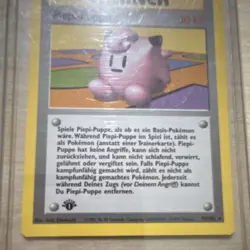 Piepi-Puppe
Spiele Piepi-Puppe, als ob es ein Basis-Pokémon
wäre. Während Piepi-Puppe im Spiel ist, zählt es
als Pokémon (anstatt einer Trainerkarte). Piepi-
Puppe hat keine Angriffe, kann sich nicht
zurückziehen, und kann nicht eingeschläfert,
verwirrt, gelähmt oder vergiftet sein. Falls Piepi-Puppe
kampfunfähig gemacht wird, zählt es nicht als
kampfunfähig gemachtes Pokémon. Jederzeit
während Deines Zugs (vor Deinem Angriff) kannst
Du Piepi-Puppe entfernen.